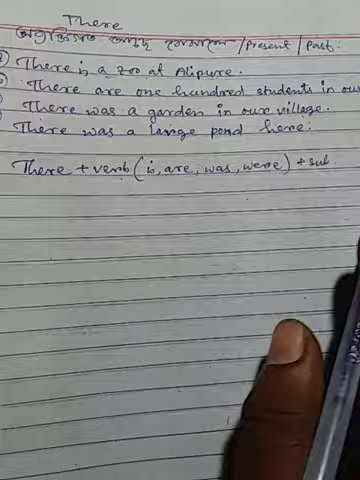 There
অস্তিত্ব আছে বোঝাতে /Present / Past.
There is a zoo at Alipure.
There are one hundred students in our
There was a garden in our village.
There was a large pond here.
There + verb (is, are, was, were) + sub